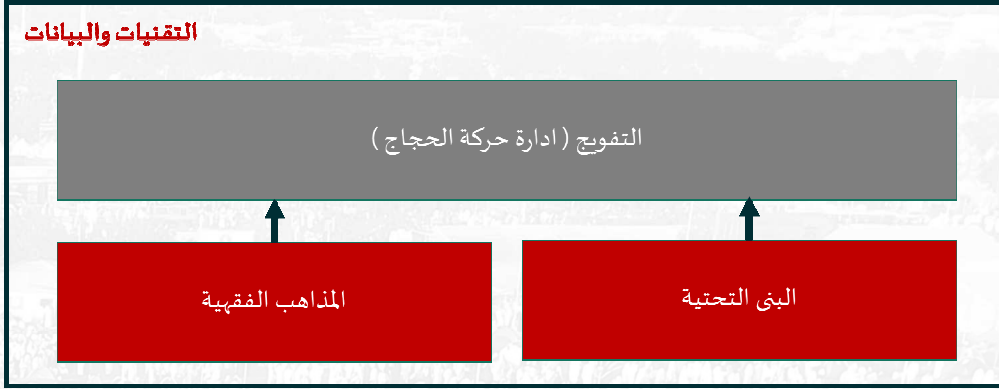 التقنيات والبيانات
التفويج ( ادارة حركة الحجاج )
البنى التحتية
المذاهب الفقهية